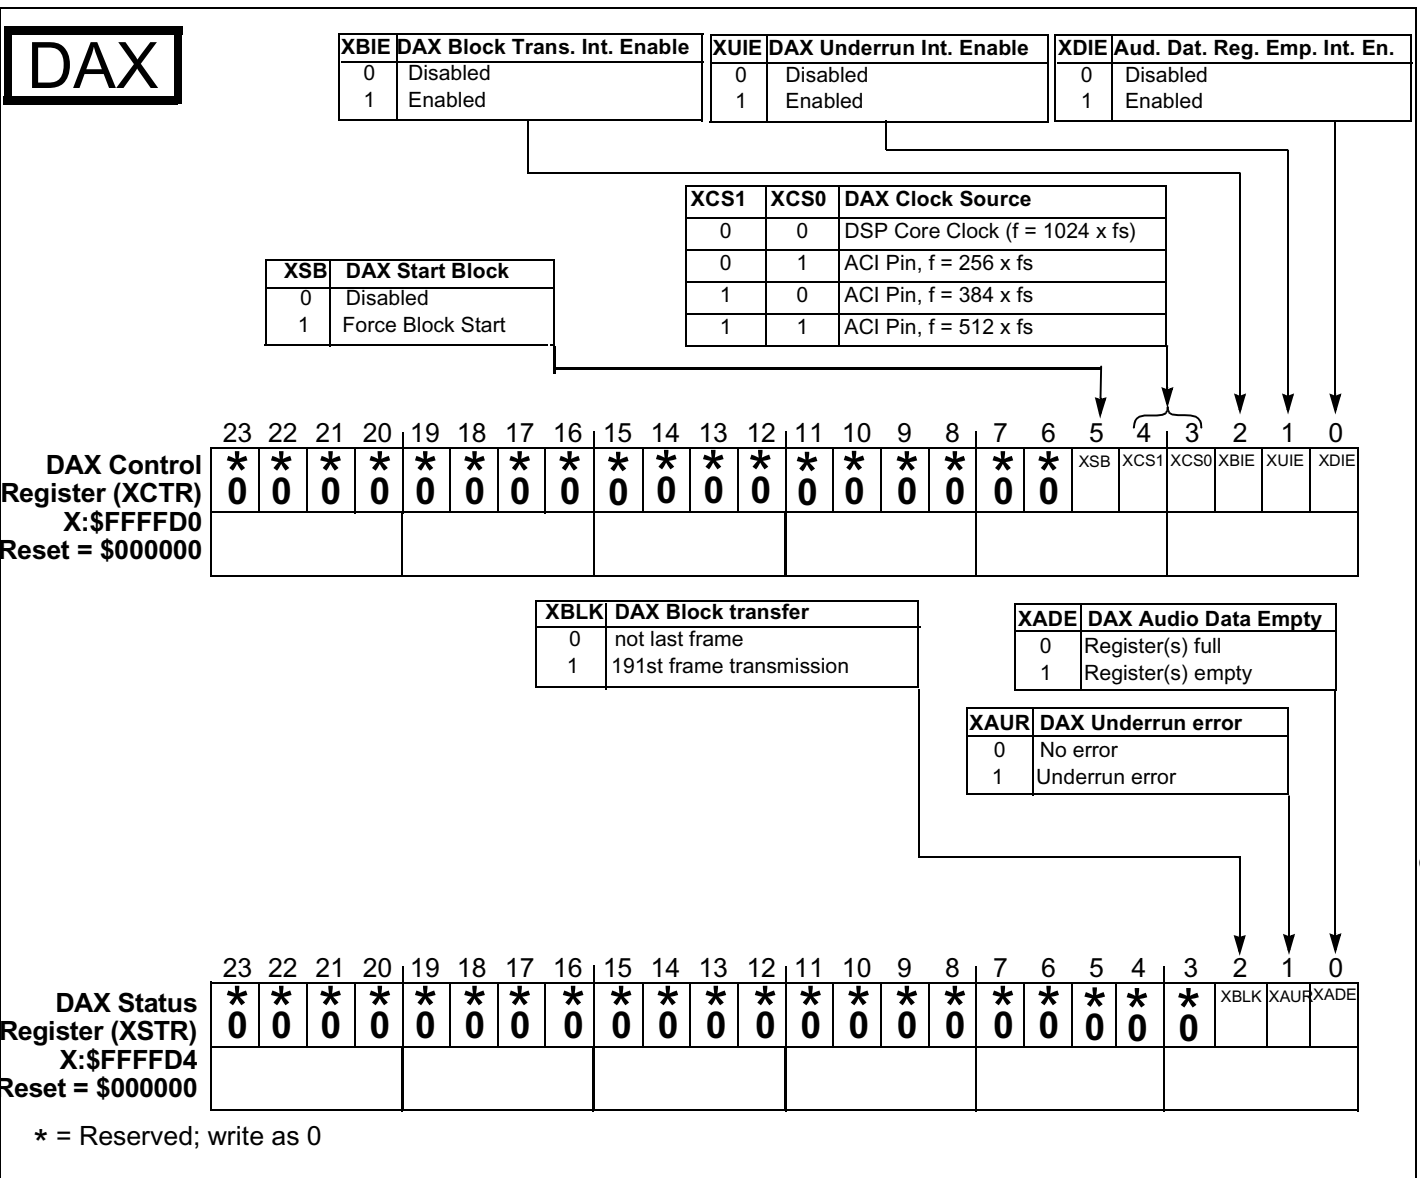 DAX
XBIE DAX Block Trans. Int. Enable
0 Disabled
1 Enabled
XUIE DAX Underrun Int. Enable
0 Disabled
1 Enabled
XDIE Aud. Dat. Reg. Emp. Int. En.
0 Disabled
1 Enabled
XCS1 XCS0 DAX Clock Source
0 0 DSP Core Clock (f = 1024 x fs)
0 1 ACI Pin, f = 256 x fs
1 0 ACI Pin, f = 384 x fs
1 1 ACI Pin, f = 512 x fs
XSB DAX Start Block
0 Disabled
1 Force Block Start
23 22 21 20 19 18 17 16 15 14 13 12 11 10 9 8 7 6 5 4 3 2 1 0
DAX Control
Register (XCTR)
X:$FFFFD0
Reset = $000000
* * * * * * * * * * * * * * * * * * XSB XCS1 XCS0 XBIE XUIE XDIE
0 0 0 0 0 0 0 0 0 0 0 0 0 0 0 0 0 0
XBLK DAX Block transfer
0 not last frame
1 191st frame transmission
XADE DAX Audio Data Empty
0 Register(s) full
1 Register(s) empty
XAUR DAX Underrun error
0 No error
1 Underrun error
23 22 21 20 19 18 17 16 15 14 13 12 11 10 9 8 7 6 5 4 3 2 1 0
DAX Status
Register (XSTR)
X:$FFFFD4
Reset = $000000
* * * * * * * * * * * * * * * * * * * * * XBLK XAUR XADE
0 0 0 0 0 0 0 0 0 0 0 0 0 0 0 0 0 0 0 0 0
* = Reserved; write as 0